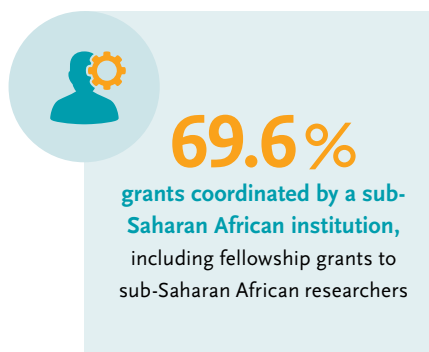 69.6%
grants coordinated by a sub-
Saharan African institution,
including fellowship grants to
sub-Saharan African researchers